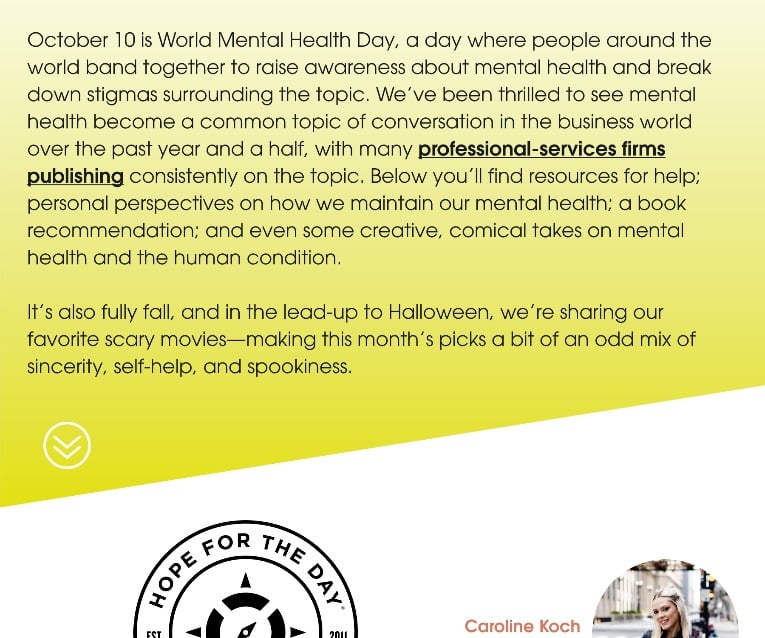 October 10 is World Mental Health Day, a day where people around the
world band together to raise awareness about mental health and break
down stigmas surrounding the topic. We’ve been thrilled to see mental
health become a common topic of conversation in the business world
over the past year and a half, with many professional-services firms
publishing consistently on the topic. Below you’ll find resources for help;
personal perspectives on how we maintain our mental health; a book
recommendation; and even some creative, comical takes on mental
health and the human condition.
It’s also fully fall, and in the lead-up to Halloween, we’re sharing our
favorite scary movies—making this month’s picks a bit of an odd mix of
sincerity, self-help, and spookiness.
HOPE FOR THE DAY
EST 2011
Caroline Koch